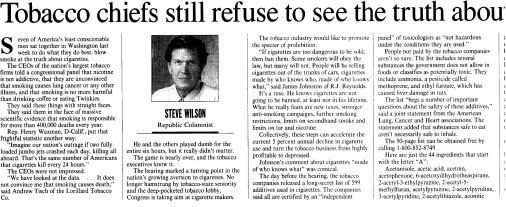 Tobacco chiefs still refuse to see the truth abou
Seven of America's least conscionable
men sat together in Washington last
week to do what they do best: blow
smoke at the truth about cigarettes.
The CEOs of the nation's largest tobacco
firms told a congressional panel that nicotine
is not addictive, that they are unconvinced
that smoking causes lung cancer or any other
illness, and that smoking is no more harmful
than drinking coffee or eating Twinkies.
They said these things with straight faces.
They said them in the face of massive
scientific evidence that smoking is responsible
for more than 400,000 deaths every year.
Rep. Henry Waxman, D-Calif., put that
frightful statistic another way:
"Imagine our nation's outrage if two fully
loaded jumbo jets crashed each day, killing all
aboard. That's the same number of Americans
that cigarettes kill every 24 hours."
The CEOs were not impressed.
"We have looked at the data. . . . It does
not convince me that smoking causes death,"
said Andrew Tisch of the Lorillard Tobacco
Co.
STEVE WILSON
Republic Columnist
He and the others played dumb for the
entire six hours, but it really didn't matter.
The game is nearly over, and the tobacco
executives know it.
The hearing marked a turning point in the
nation's growing aversion to cigarettes. No
longer hamstrung by tobacco-state seniority
and the deep-pocketed tobacco lobby,
Congress is taking aim at cigarette makers.
The tobacco industry would like to promote
the specter of prohibition.
"If cigarettes are too dangerous to be sold,
then ban them. Some smokers will obey the
law, but many will not. People will be selling
cigarettes out of the trunks of cars, cigarettes
made by who knows who, made of who knows
what," said James Johnston of R.J. Reynolds.
It's a ruse. He knows cigarettes are not
going to be banned, at least not in his lifetime.
What he really fears are new taxes, stronger
anti-smoking campaigns, further smoking
restrictions, limits on secondhand smoke and
limits on tar and nicotine.
Collectively, these steps can accelerate the
current 5 percent annual decline in cigarette
use and turn the tobacco business from highly
profitable to depressed.
Johnston's comment about cigarettes "made
of who knows what" was comical.
The day before the hearing, the tobacco
companies released a long-secret list of 599
additives used in cigarettes. The companies
said all are certified by an "independent
panel" of toxicologists as "not hazardous
under the conditions they are used."
People not paid by the tobacco companies
aren't so sure. The list includes several
substances the government does not allow in
foods or classifies as potentially toxic. They
include ammonia, a pesticide called
methoprene, and ethyl furoate, which has
caused liver damage in rats.
The list "begs a number of important
questions about the safety of these additives,"
said a joint statement from the American
Lung, Cancer and Heart associations. The
statement added that substances safe to eat
aren't necessarily safe to inhale.
The 50-page list can be obtained free by
calling 1-800-852-8749.
Here are just the 44 ingredients that start
with the letter "A":
Acetanisole, acetic acid, acetoin,
acetophenone, 6-acetoxydihydrotheaspirane,
2-acetyl-3-ethylpyrazine, 2-acetyl-5-
methylfuran, acetylpyrazine, 2-acetylpyridine,
3-acetylpyridine, 2-acetylthiazole, aconitic